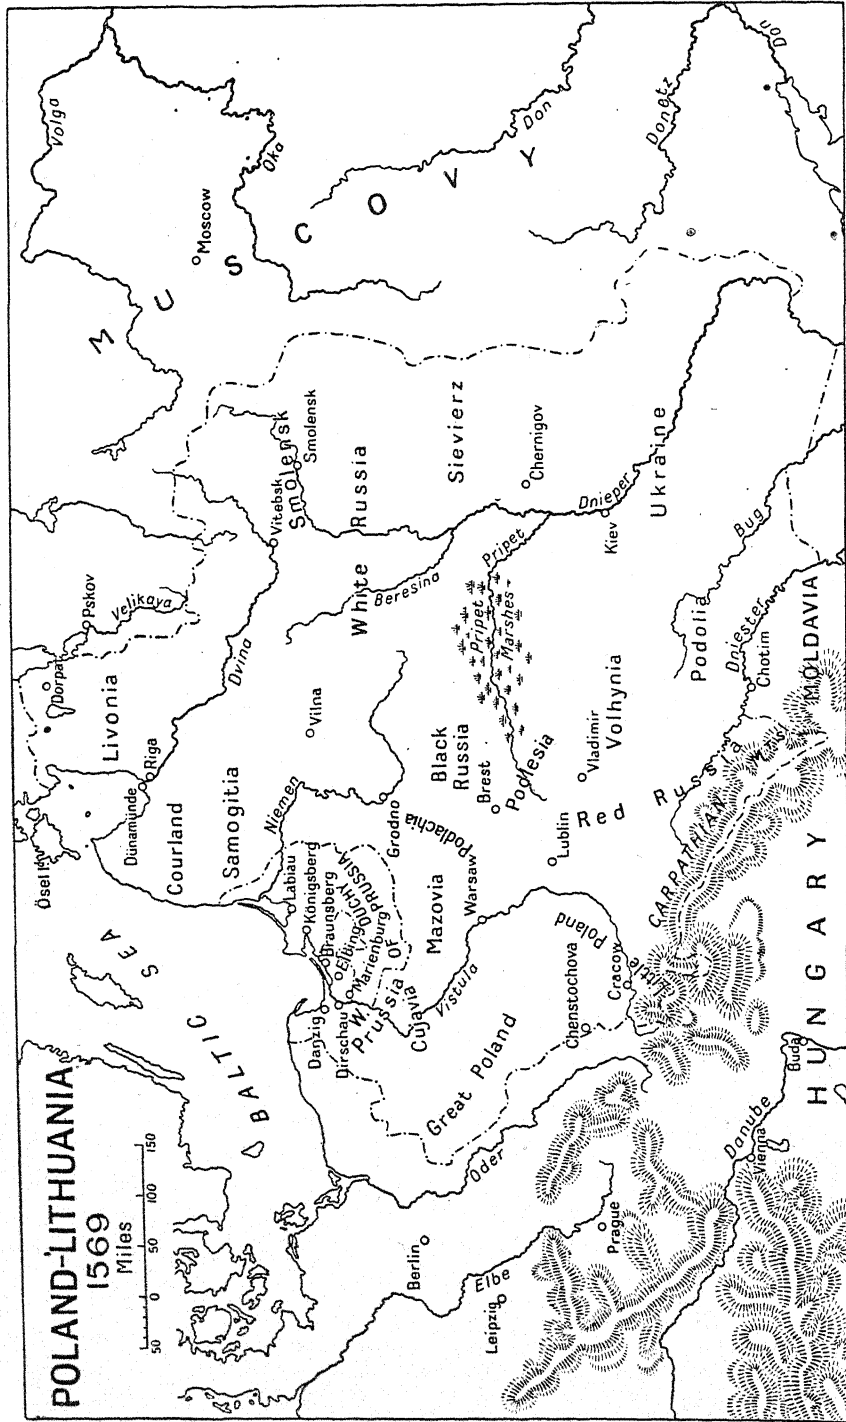 POLAND-LITHUANIA
1569
Miles
50 0 50 100 150
BALTIC SEA
Ösel
Dorpat
Pskov
Velikaya
Volga
Livonia
Riga
Dünamünde
Dvina
MUSCOVY
Moscow
Oka
Don
Donetz
Don
Courland
Samogitia
Niemen
Vilna
Vitebsk
Smolensk
Smolensk
White Russia
Beresina
Sievierz
Chernigov
Labiau
Königsberg
Braunsberg
Elbing
Marienburg
DUCHY OF PRUSSIA
Danzig
Dirschau
W. Prussia
Cujavia
Grodno
Podlachia
Mazovia
Warsaw
Vistula
Black Russia
Brest
Podlesia
Pripet
Pripet Marshes
Dnieper
Kiev
Ukraine
Great Poland
Chenstochova
Little Poland
Cracow
Lublin
Vladimir
Volhynia
Red Russia
Podolia
Bug
Dniester
Chotim
MOLDAVIA
CARPATHIAN MTS.
Berlin
Oder
Elbe
Leipzig
Prague
Danube
Vienna
Buda
HUNGARY